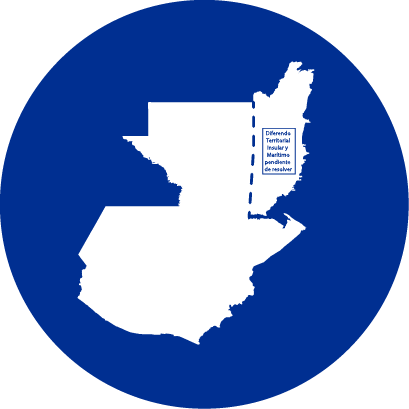 Diferendo
Territorial
Insular y
Marítimo
pendiente
de resolver